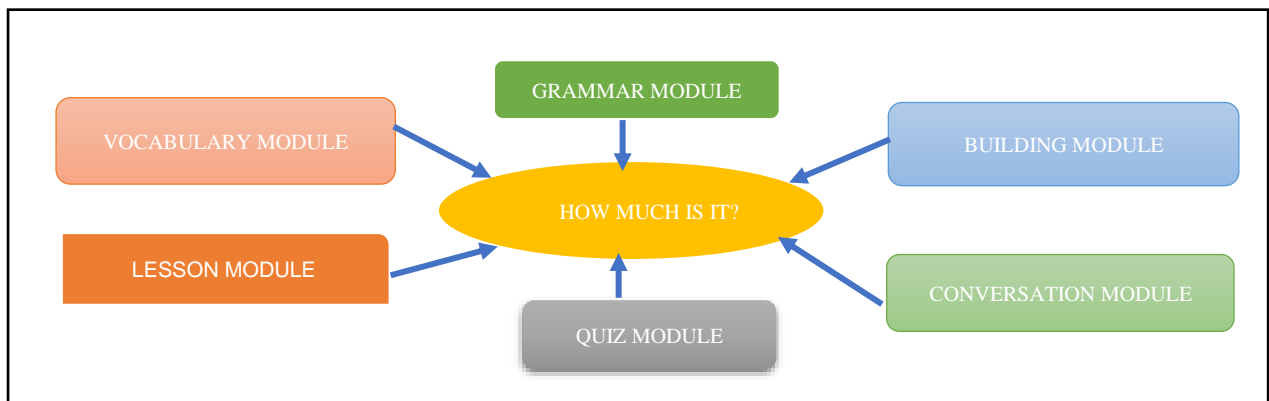 GRAMMAR MODULE
VOCABULARY MODULE
BUILDING MODULE
HOW MUCH IS IT?
LESSON MODULE
CONVERSATION MODULE
QUIZ MODULE